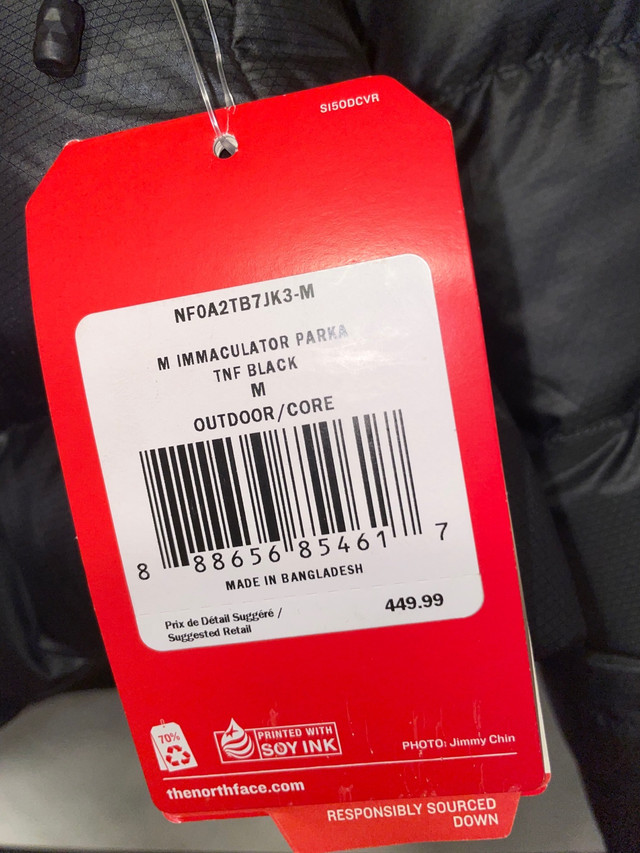 SI50DCVR
NF0A2TB7JK3-M
M IMMACULATOR PARKA
TNF BLACK
M
OUTDOOR/CORE
8 88656 85461 7
MADE IN BANGLADESH
Prix de Détail Suggéré /
Suggested Retail
449.99
70%
PRINTED WITH
SOY INK
PHOTO: Jimmy Chin
thenorthface.com
RESPONSIBLY SOURCED
DOWN